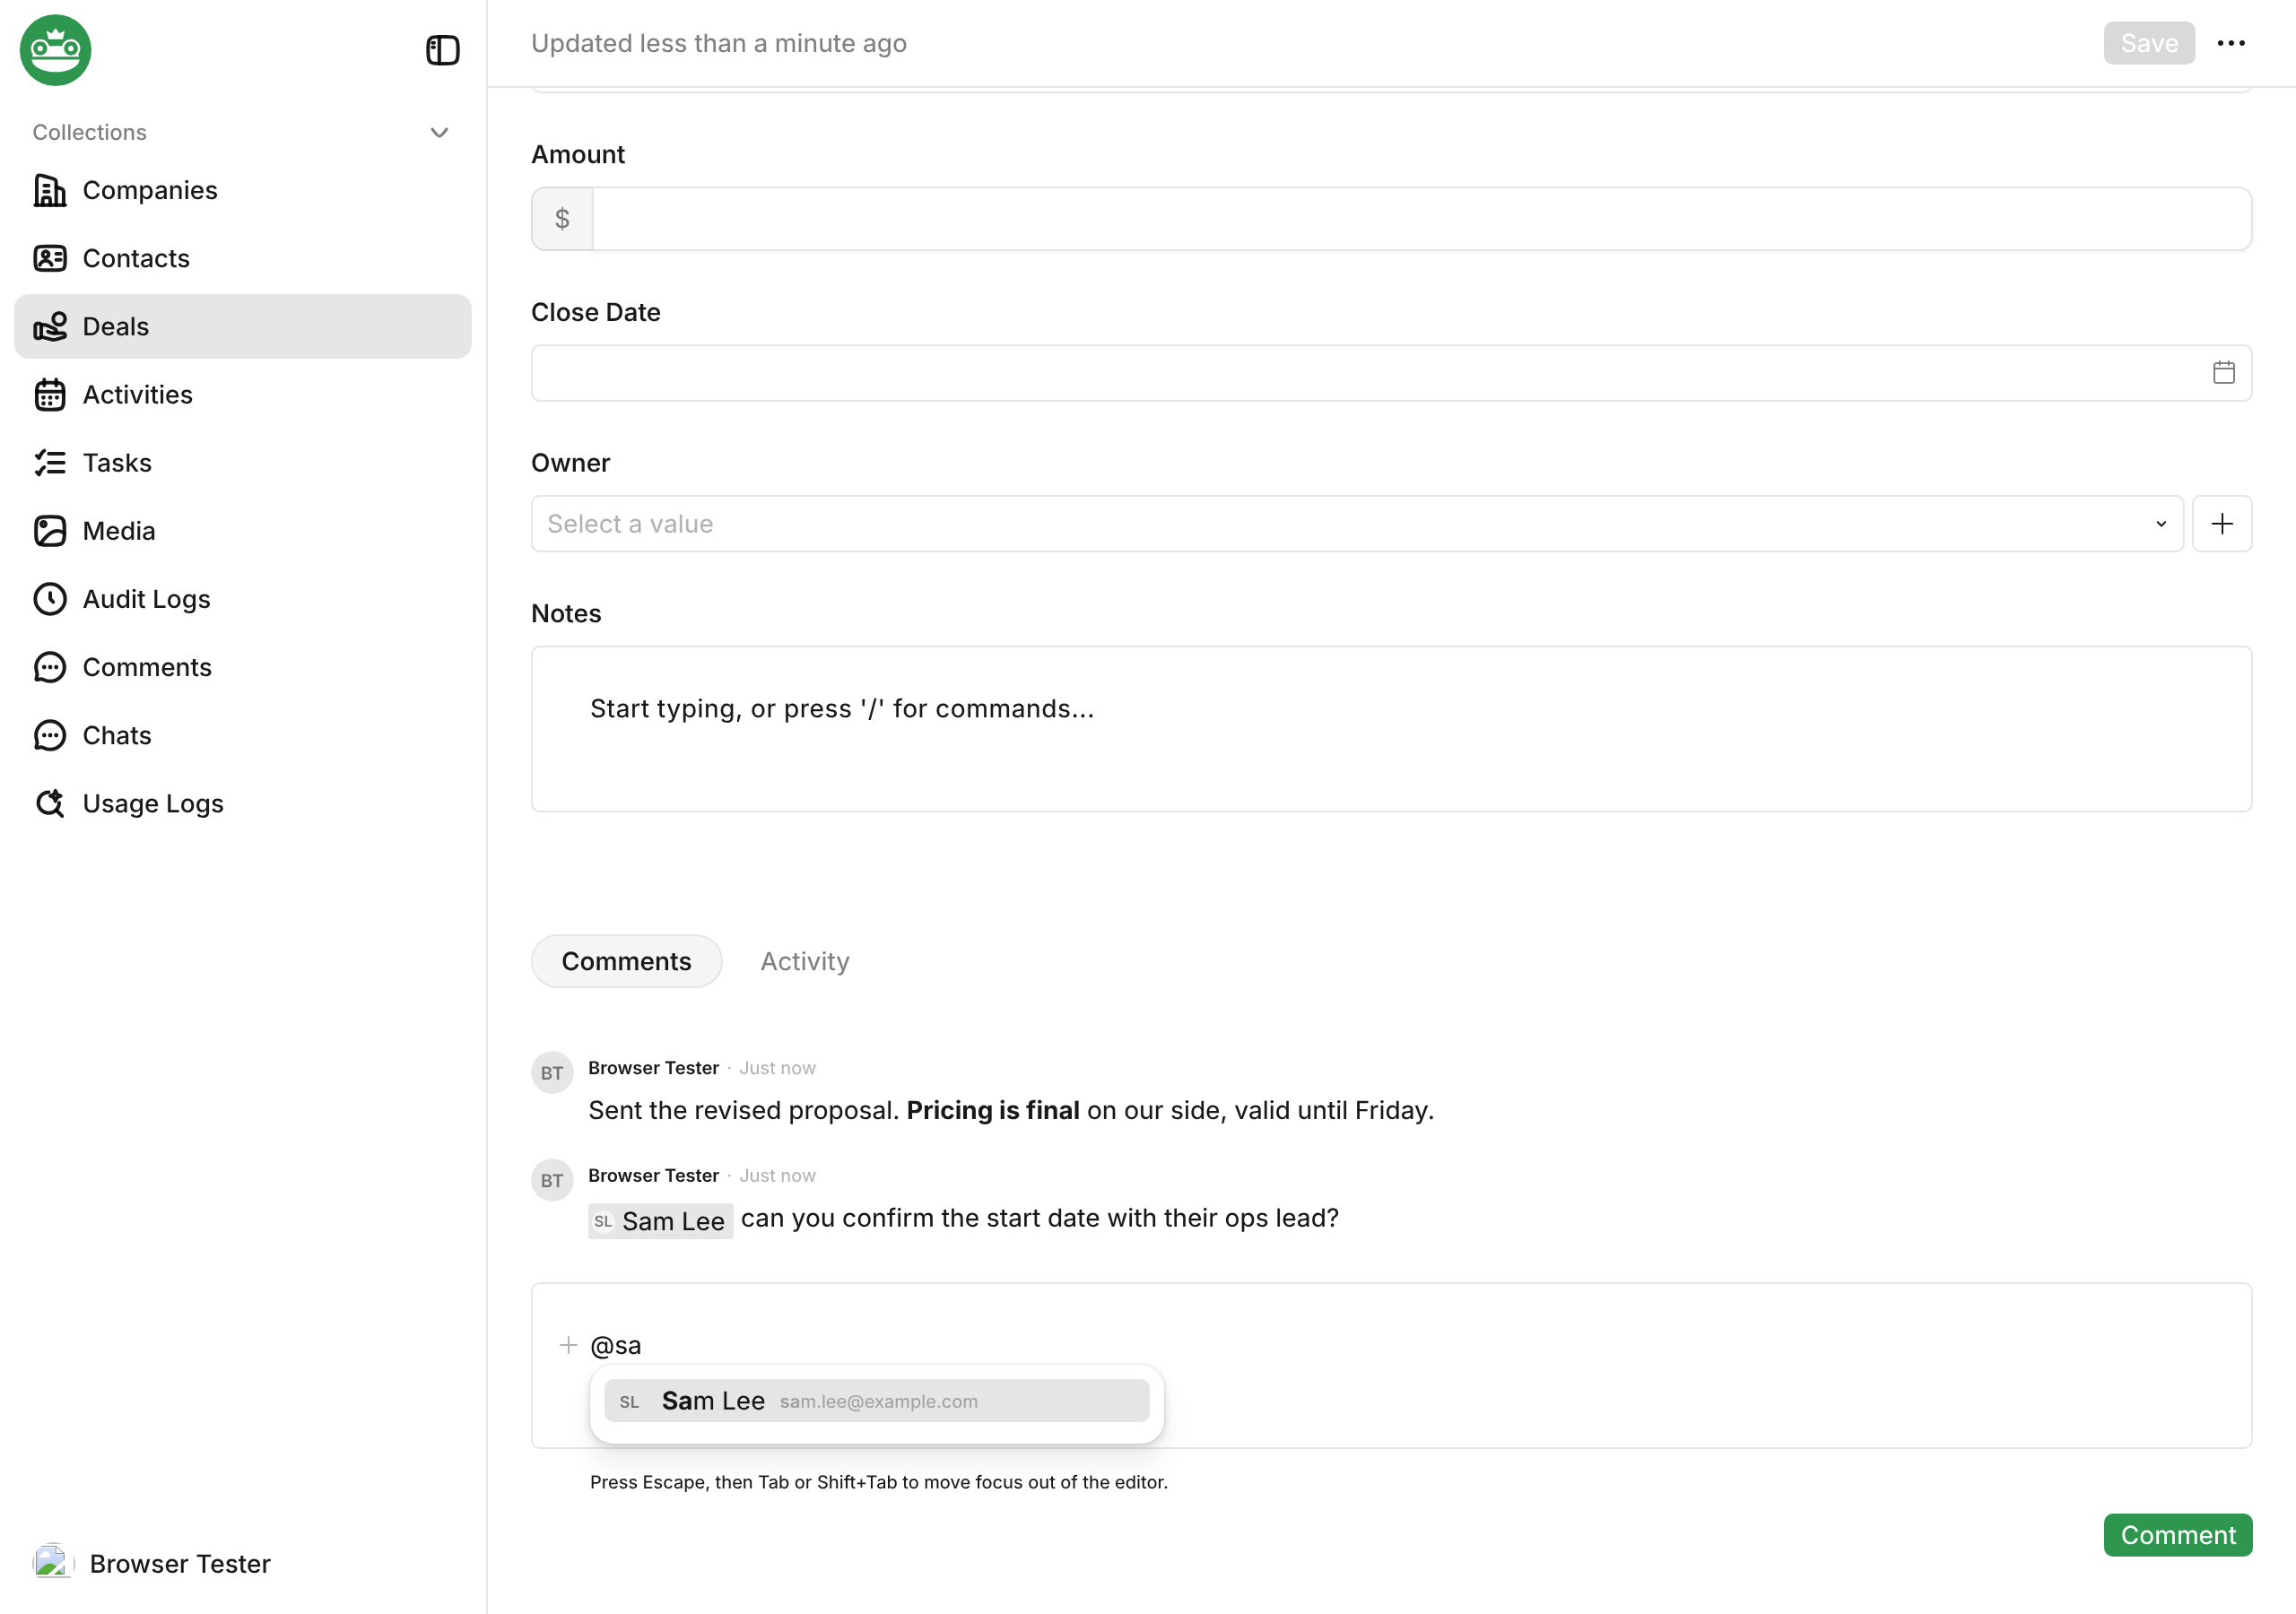 Updated less than a minute ago
Save
Collections
Companies
Contacts
Deals
Activities
Tasks
Media
Audit Logs
Comments
Chats
Usage Logs
Browser Tester
Amount
$
Close Date
Owner
Select a value
Notes
Start typing, or press '/' for commands...
Comments
Activity
BT
Browser Tester · Just now
Sent the revised proposal. Pricing is final on our side, valid until Friday.
BT
Browser Tester · Just now
SL Sam Lee can you confirm the start date with their ops lead?
@sa
SL Sam Lee sam.lee@example.com
Press Escape, then Tab or Shift+Tab to move focus out of the editor.
Comment